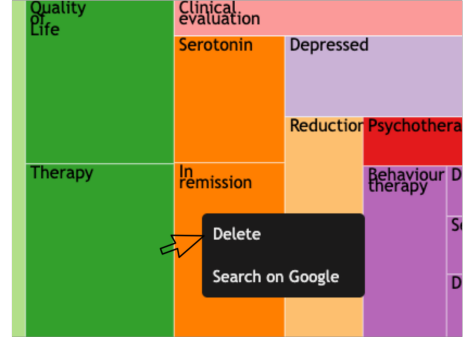 Quality
of
Life
Clinical
evaluation
Serotonin
Depressed
Reduction
Psychothera
Therapy
In
remission
Behaviour
therapy
D
S
D
Delete
Search on Google